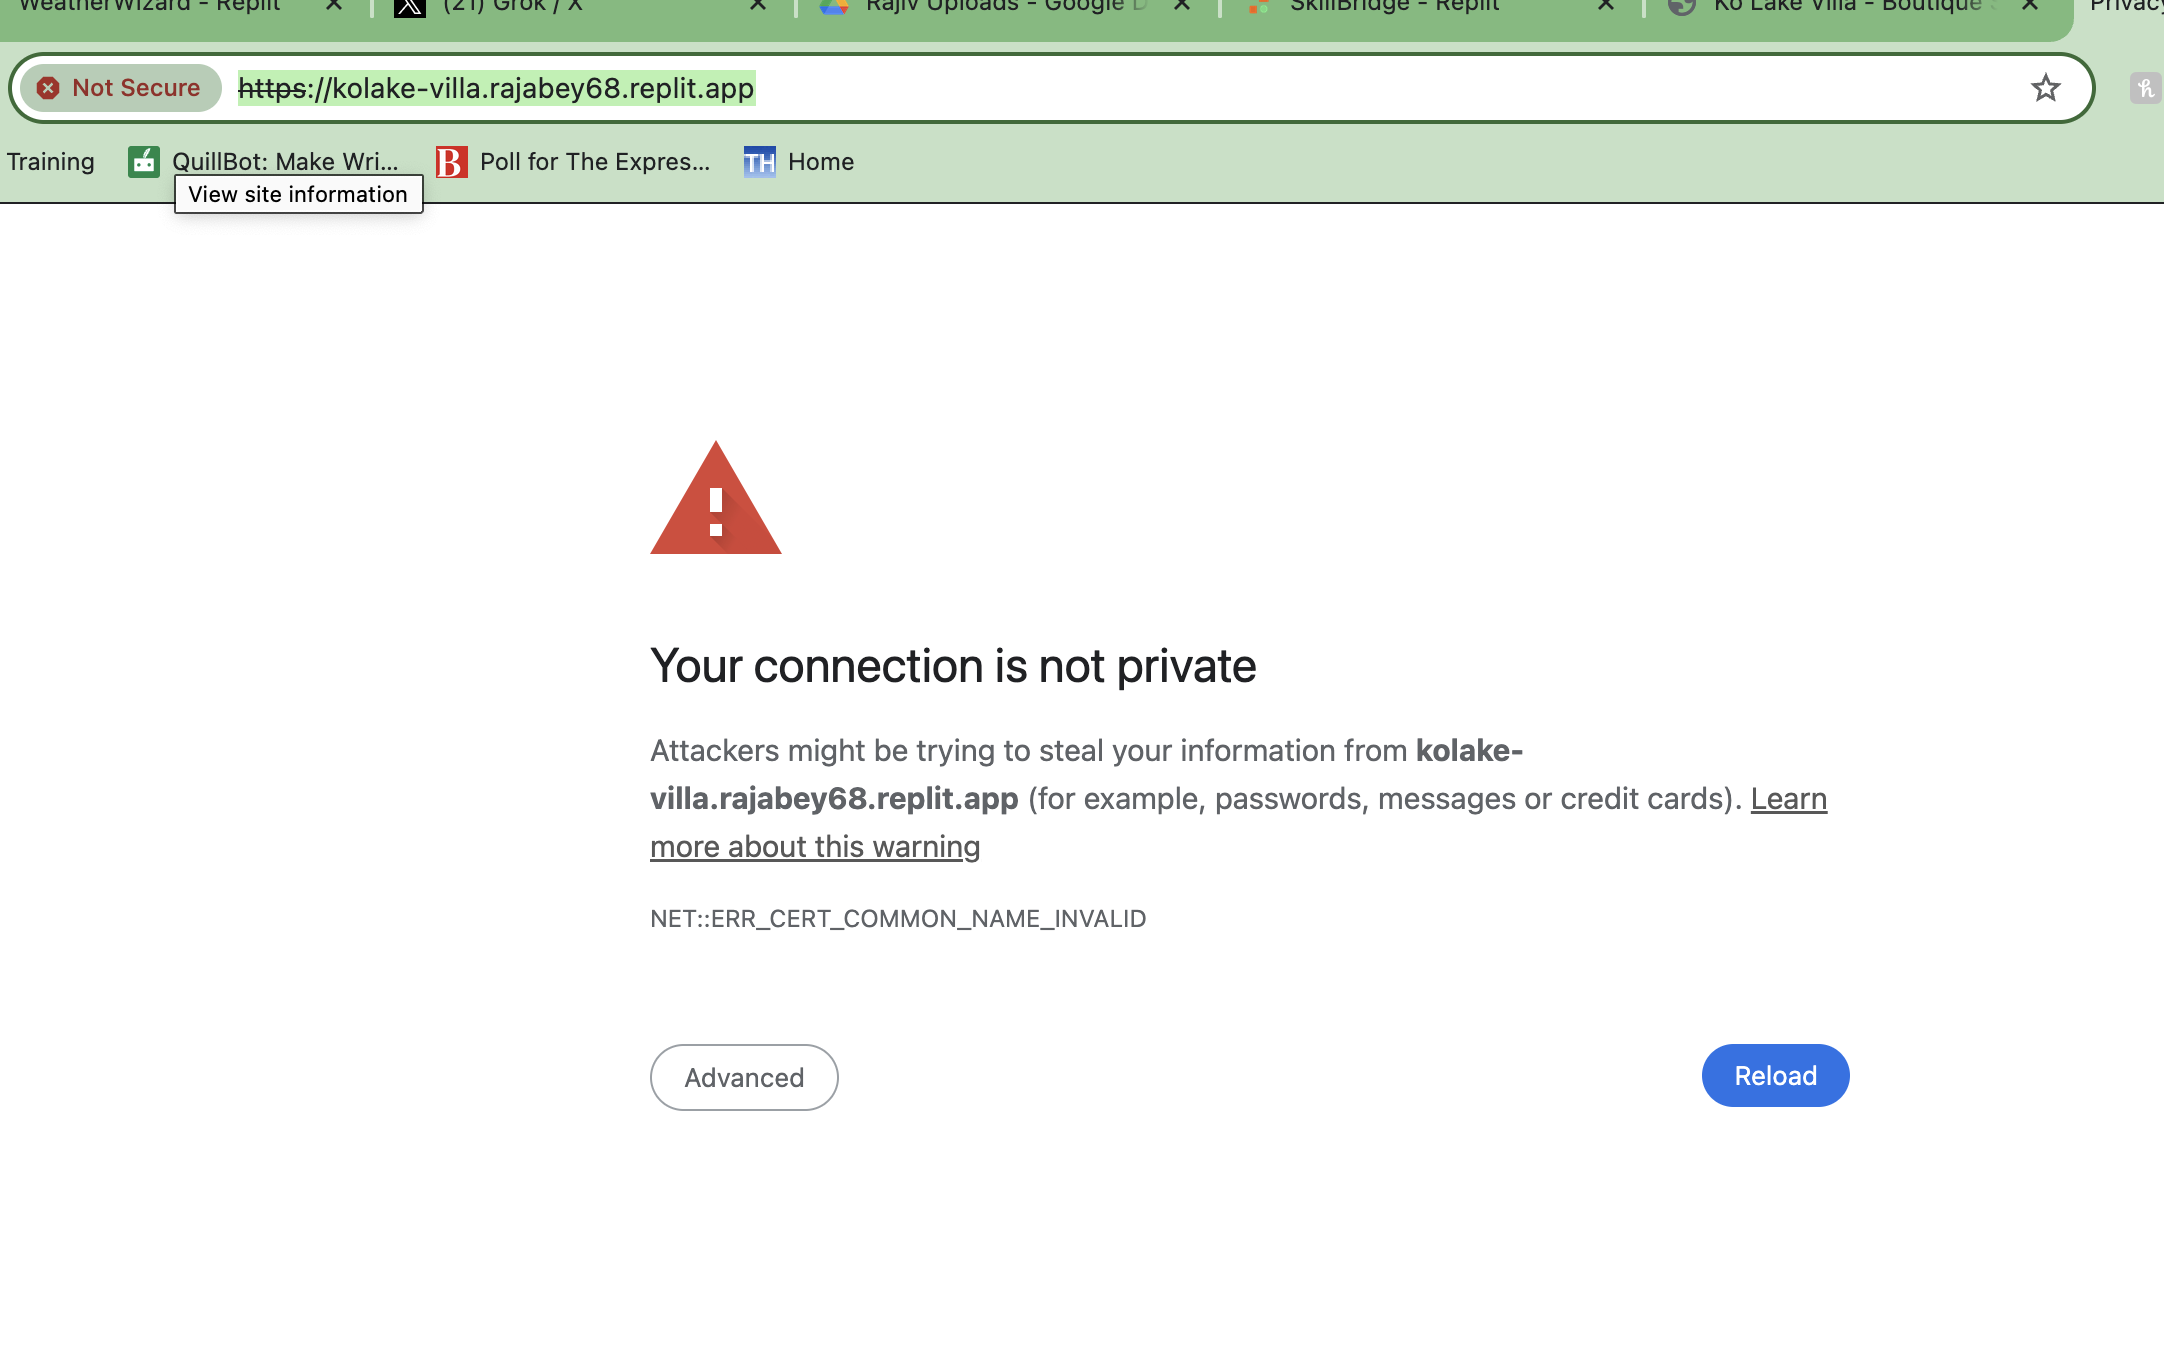 WeatherWizard - Replit
(21) Grok / X
Rajiv Uploads - Google D
SkillBridge - Replit
Ko Lake Villa - Boutique S
Privacy
Not Secure
https://kolake-villa.rajabey68.replit.app
Training
QuillBot: Make Wri...
B
Poll for The Expres...
TH
Home
View site information
Your connection is not private
Attackers might be trying to steal your information from kolake-
villa.rajabey68.replit.app (for example, passwords, messages or credit cards). Learn
more about this warning
NET::ERR_CERT_COMMON_NAME_INVALID
Advanced
Reload